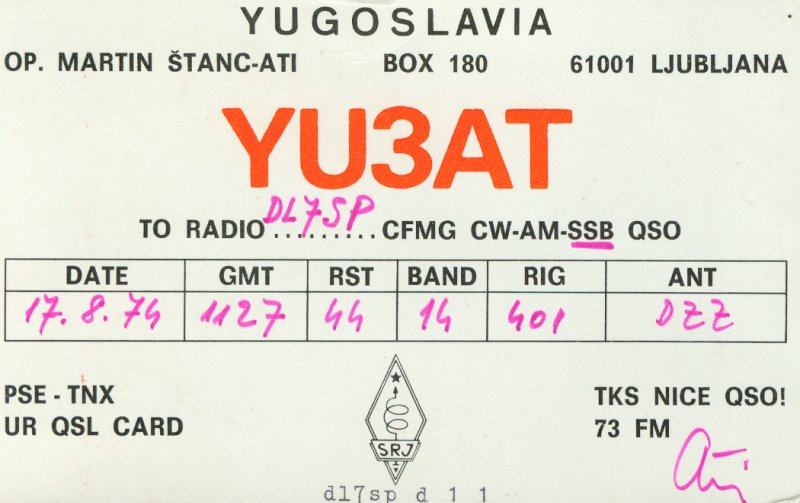 YUGOSLAVIA
OP. MARTIN ŠTANC-ATI BOX 180 61001 LJUBLJANA
YU3AT
TO RADIO DL7SP ......... CFMG CW-AM-SSB QSO
DATE GMT RST BAND RIG ANT
17.8.74 1127 44 14 401 DZZ
PSE - TNX TKS NICE QSO!
UR QSL CARD 73 FM
SRJ
dl7sp d 1 1